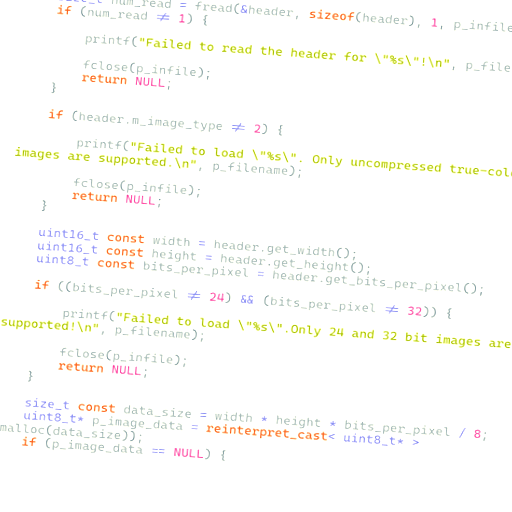 size_t num_read = fread(&header, sizeof(header), 1, p_infile
if (num_read ≠ 1) {
printf("Failed to read the header for \"%s\"!\n", p_file
fclose(p_infile);
return NULL;
}
if (header.m_image_type ≠ 2) {
printf("Failed to load \"%s\". Only uncompressed true-col
images are supported.\n", p_filename);
fclose(p_infile);
return NULL;
}
uint16_t const width = header.get_width();
uint16_t const height = header.get_height();
uint8_t const bits_per_pixel = header.get_bits_per_pixel();
if ((bits_per_pixel ≠ 24) && (bits_per_pixel ≠ 32)) {
printf("Failed to load \"%s\".Only 24 and 32 bit images are
supported!\n", p_filename);
fclose(p_infile);
return NULL;
}
size_t const data_size = width * height * bits_per_pixel / 8;
uint8_t* p_image_data = reinterpret_cast< uint8_t* >
malloc(data_size));
if (p_image_data == NULL) {